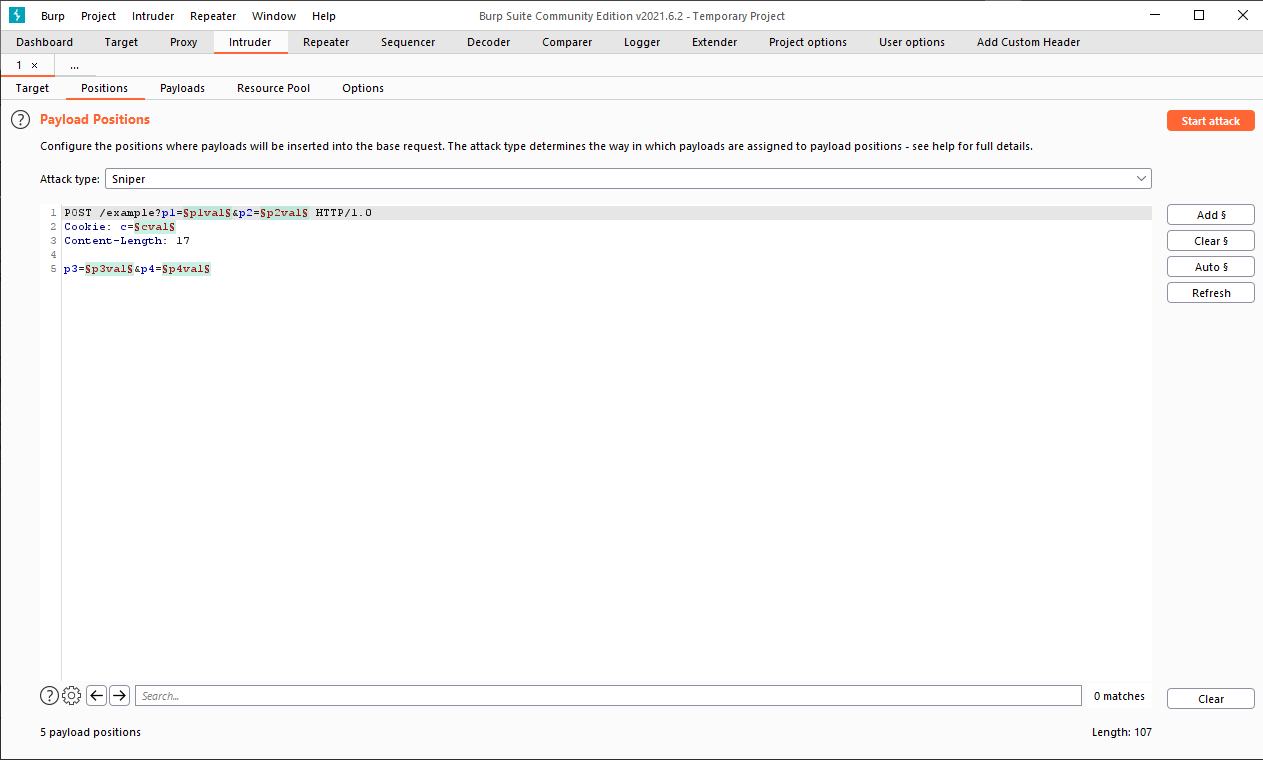 Burp Project Intruder Repeater Window Help Burp Suite Community Edition v2021.6.2 - Temporary Project
Dashboard Target Proxy Intruder Repeater Sequencer Decoder Comparer Logger Extender Project options User options Add Custom Header
1 × ...
Target Positions Payloads Resource Pool Options
? Payload Positions Start attack
Configure the positions where payloads will be inserted into the base request. The attack type determines the way in which payloads are assigned to payload positions - see help for full details.
Attack type: Sniper
1 POST /example?p1=§p1val§&p2=§p2val§ HTTP/1.0 Add §
2 Cookie: c=§cval§
3 Content-Length: 17 Clear §
4
5 p3=§p3val§&p4=§p4val§ Auto §
Refresh
? Search... 0 matches Clear
5 payload positions Length: 107